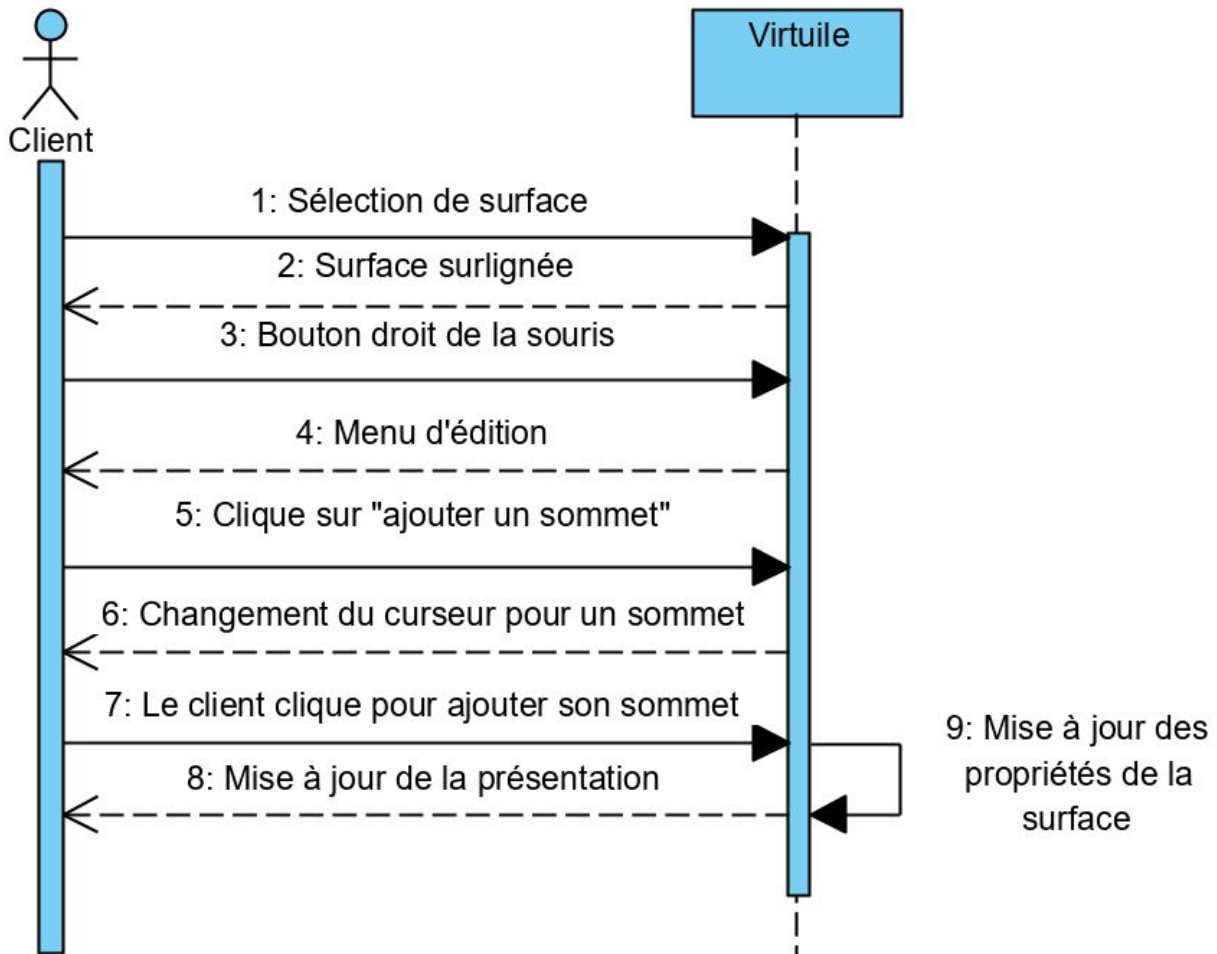 Virtuile
Client
1: Sélection de surface
2: Surface surlignée
3: Bouton droit de la souris
4: Menu d'édition
5: Clique sur "ajouter un sommet"
6: Changement du curseur pour un sommet
7: Le client clique pour ajouter son sommet
8: Mise à jour de la présentation
9: Mise à jour des
propriétés de la
surface